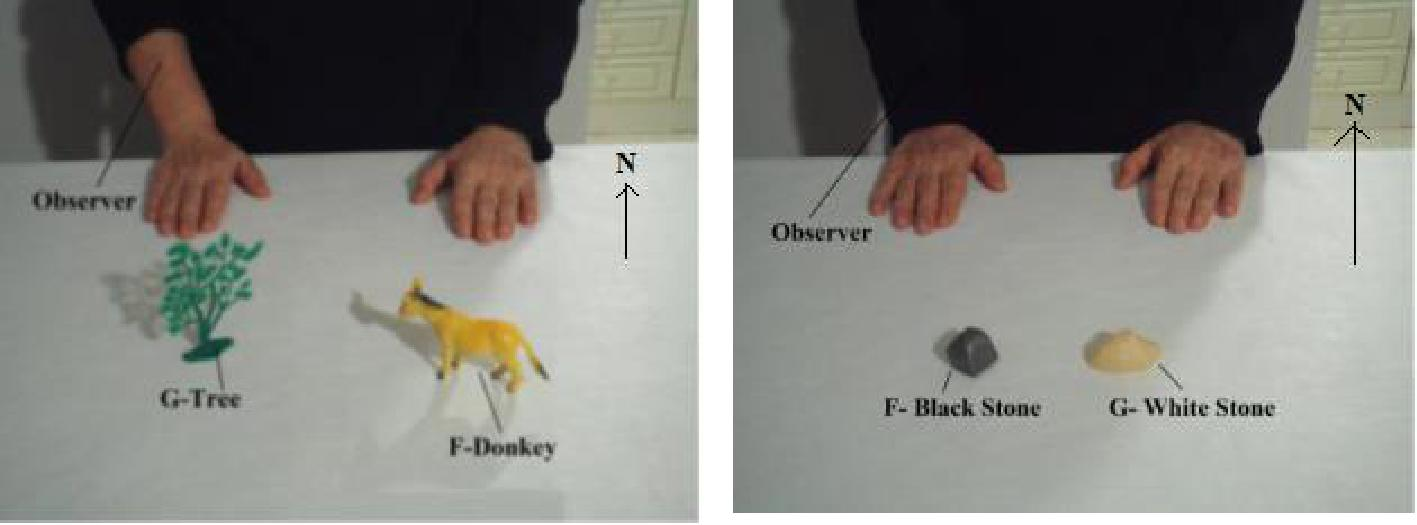 N
Observer
G-Tree
F-Donkey
N
Observer
F- Black Stone
G- White Stone